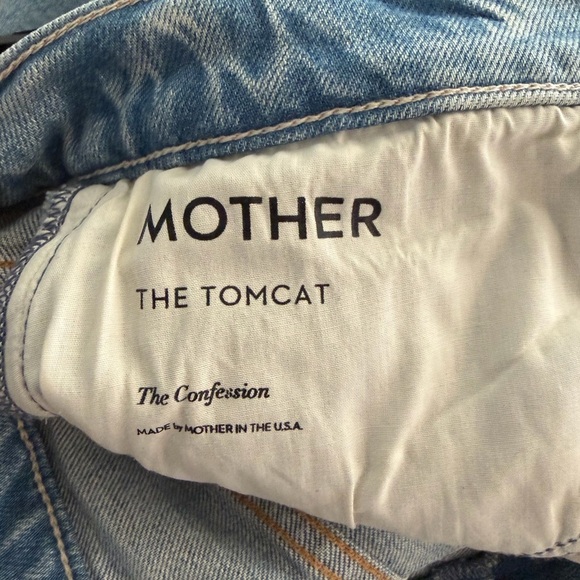 MOTHER
THE TOMCAT
The Confession
MADE by MOTHER IN THE U.S.A.